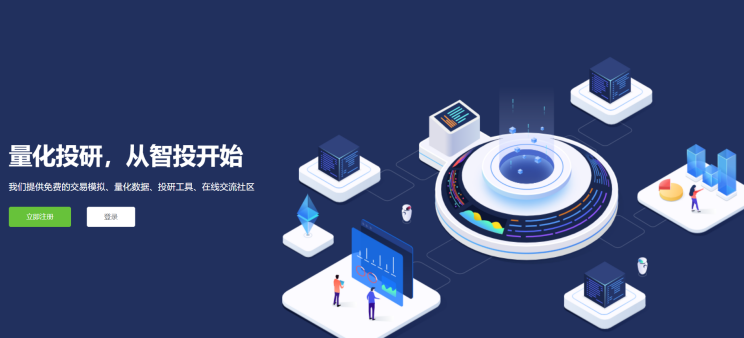 量化投研，从智投开始
我们提供免费的交易模拟、量化数据、投研工具、在线交流社区
立即注册
登录